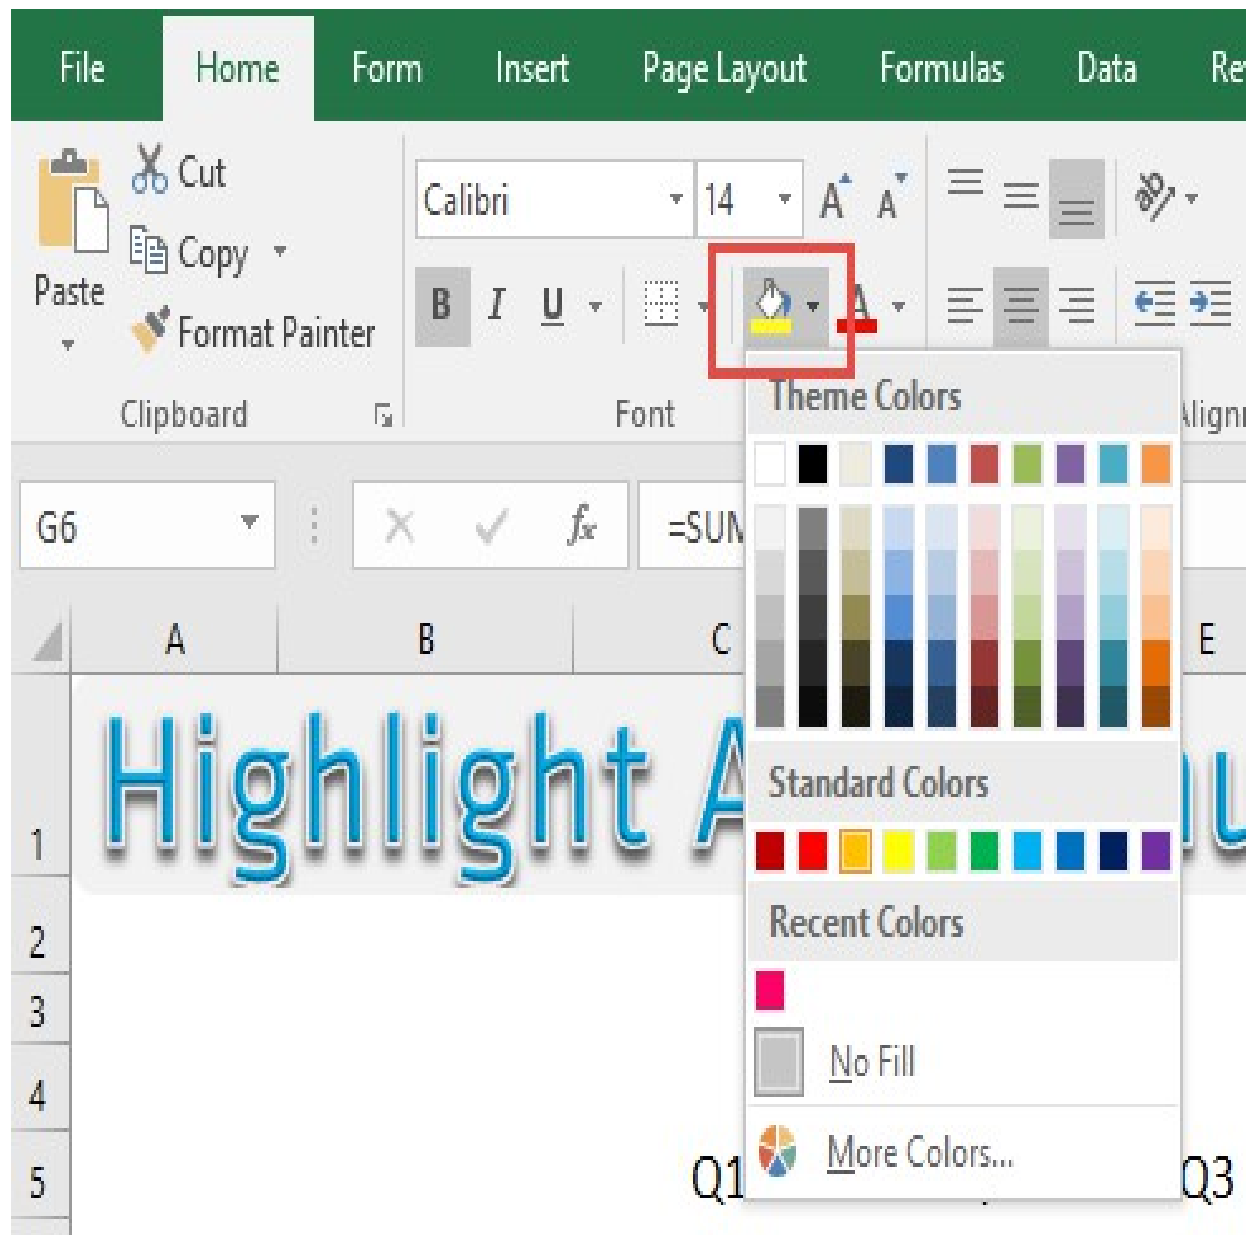 File Home Form Insert Page Layout Formulas Data
Cut
Copy
Paste
Format Painter
Calibri 14
B I U A
Clipboard Font
Theme Colors
G6 fx =SUM
A B C E
1 Highlight A
Standard Colors
Recent Colors
2
3
No Fill
4
More Colors...
5 Q1 Q3